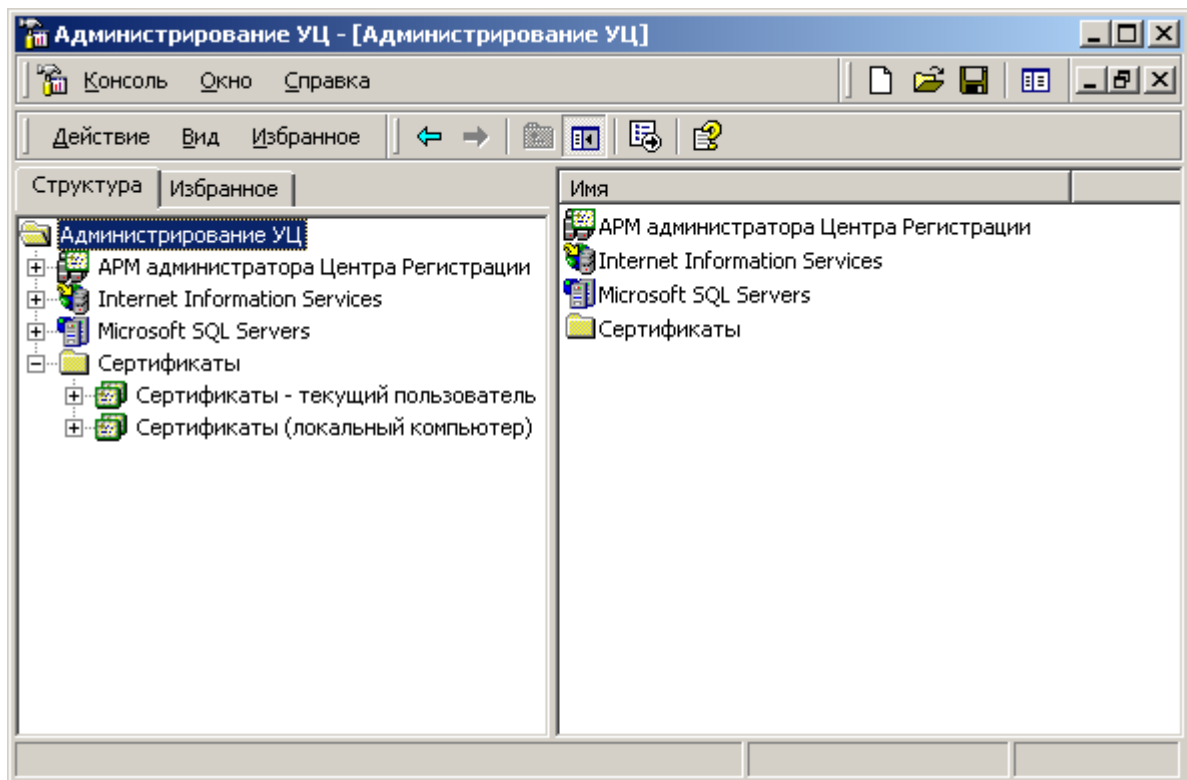 Администрирование УЦ - [Администрирование УЦ]
Консоль Окно Справка
Действие Вид Избранное
Структура Избранное
Администрирование УЦ
АРМ администратора Центра Регистрации
Internet Information Services
Microsoft SQL Servers
Сертификаты
Сертификаты - текущий пользователь
Сертификаты (локальный компьютер)
Имя
АРМ администратора Центра Регистрации
Internet Information Services
Microsoft SQL Servers
Сертификаты